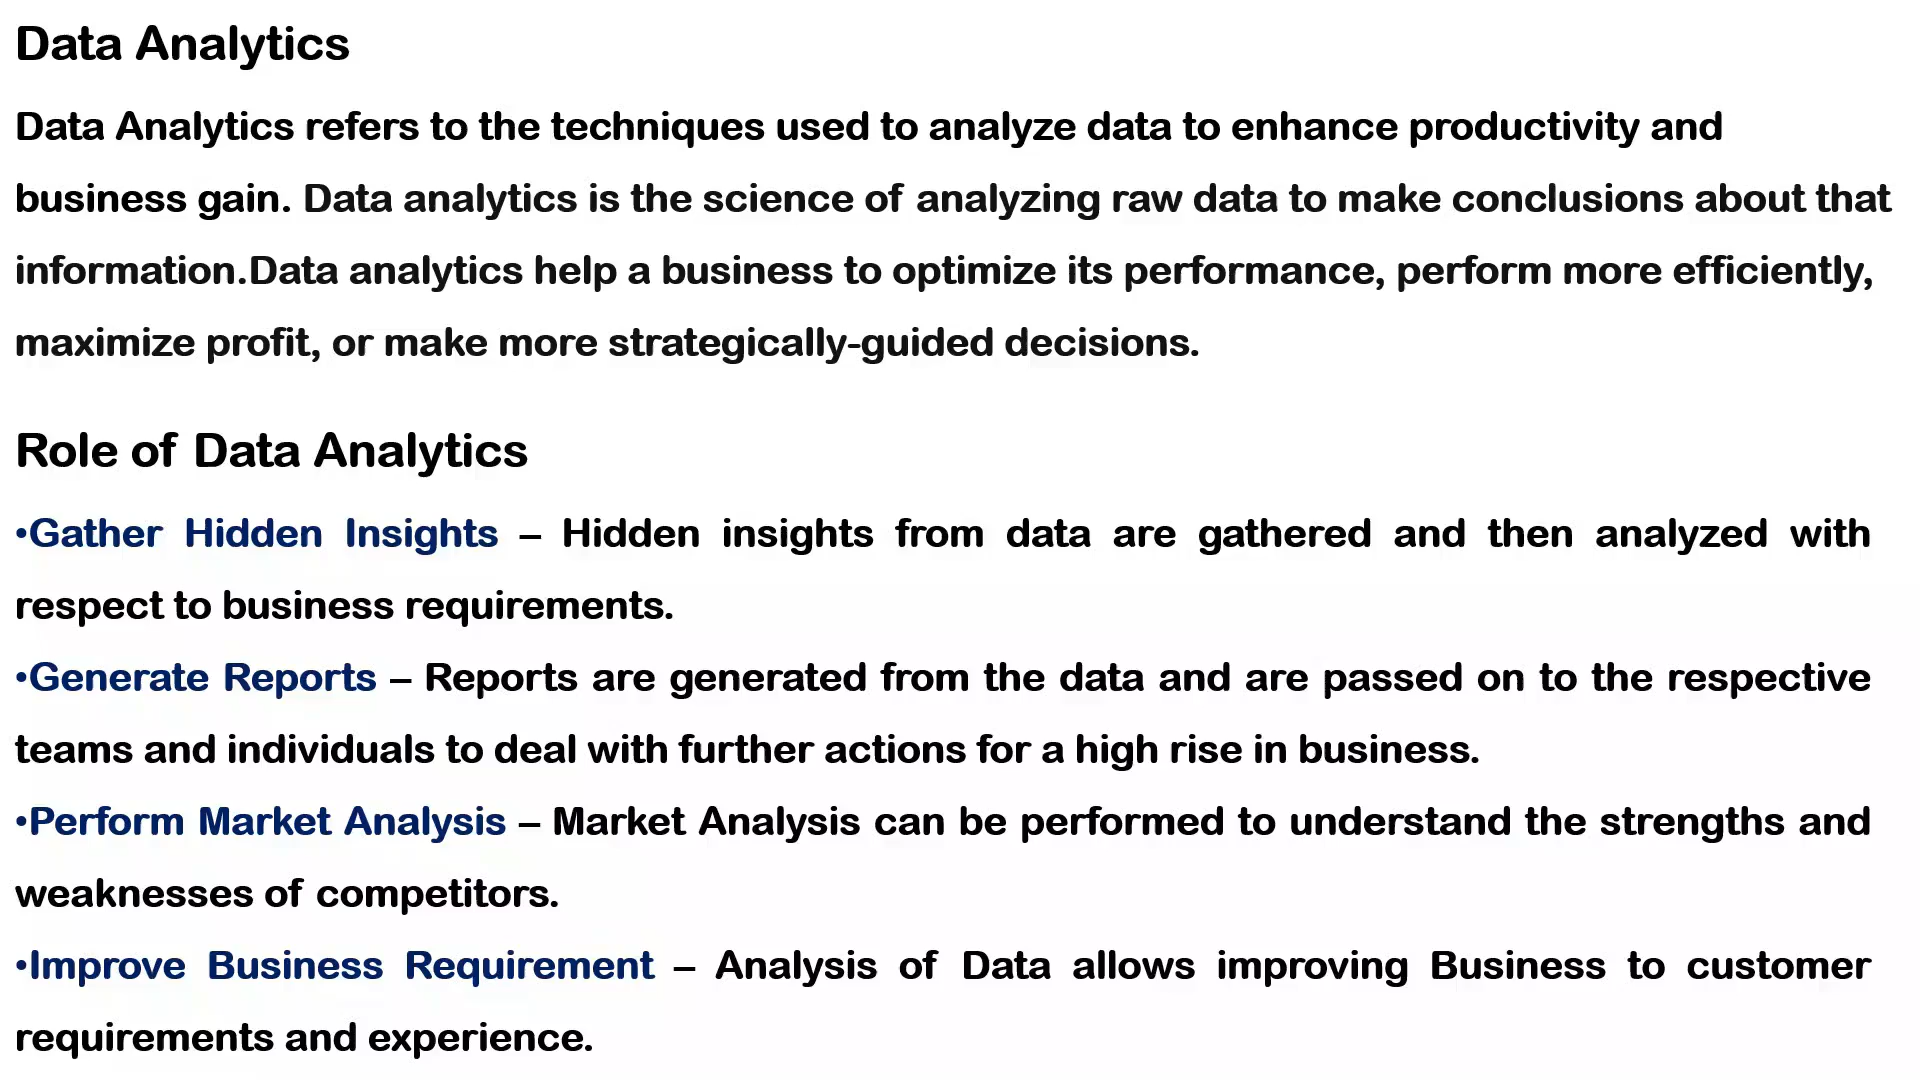 Data Analytics
Data Analytics refers to the techniques used to analyze data to enhance productivity and
business gain. Data analytics is the science of analyzing raw data to make conclusions about that
information.Data analytics help a business to optimize its performance, perform more efficiently,
maximize profit, or make more strategically-guided decisions.
Role of Data Analytics
•Gather Hidden Insights – Hidden insights from data are gathered and then analyzed with
respect to business requirements.
•Generate Reports – Reports are generated from the data and are passed on to the respective
teams and individuals to deal with further actions for a high rise in business.
•Perform Market Analysis – Market Analysis can be performed to understand the strengths and
weaknesses of competitors.
•Improve Business Requirement – Analysis of Data allows improving Business to customer
requirements and experience.